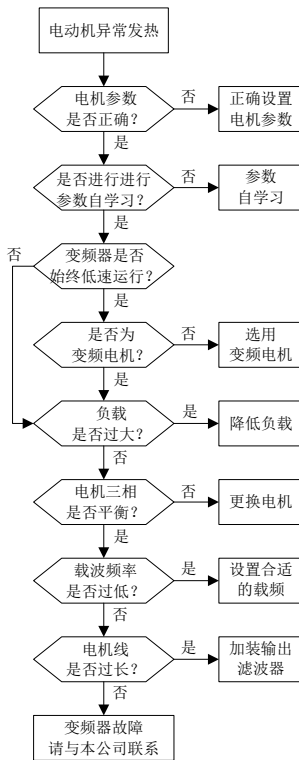 电动机异常发热
电机参数
是否正确？
否
正确设置
电机参数
是
是否进行进行
参数自学习？
否
参数
自学习
是
变频器是否
始终低速运行？
否
是
是否为
变频电机？
否
选用
变频电机
是
负载
是否过大？
是
降低负载
否
电机三相
是否平衡？
否
更换电机
是
载波频率
是否过低？
是
设置合适
的载频
否
电机线
是否过长？
是
加装输出
滤波器
否
变频器故障
请与本公司联系